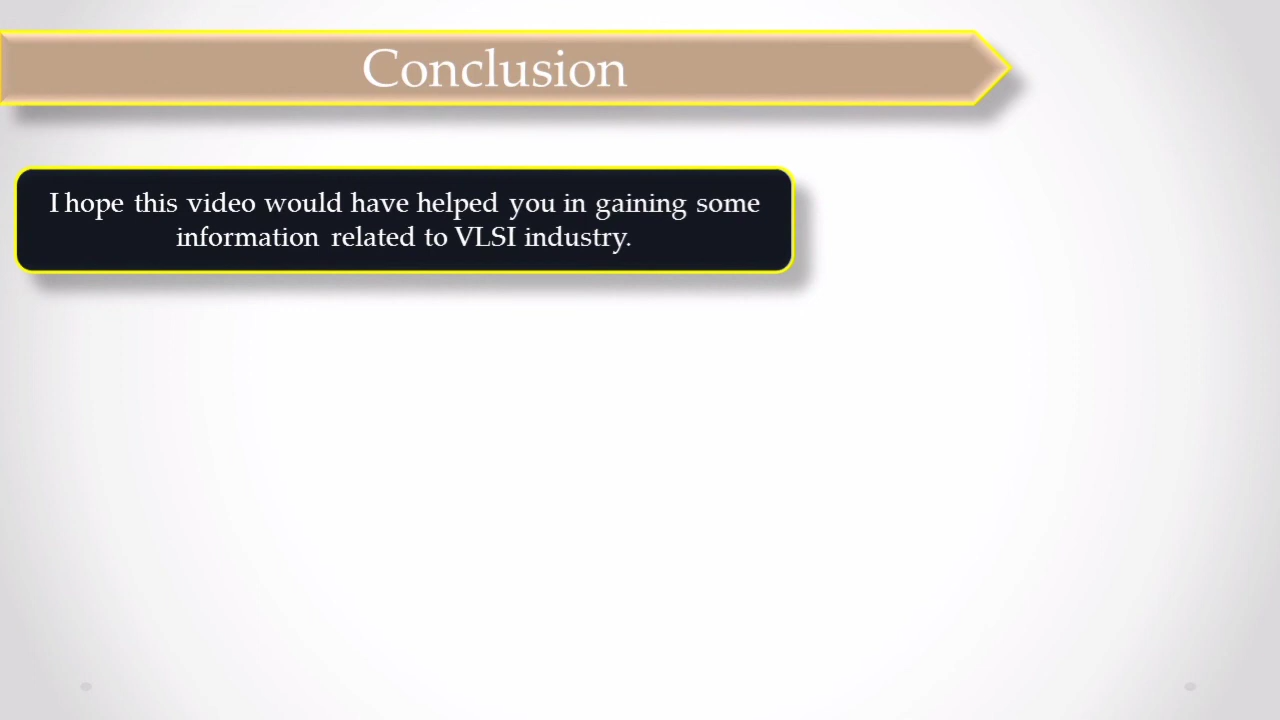 Conclusion
I hope this video would have helped you in gaining some
information related to VLSI industry.